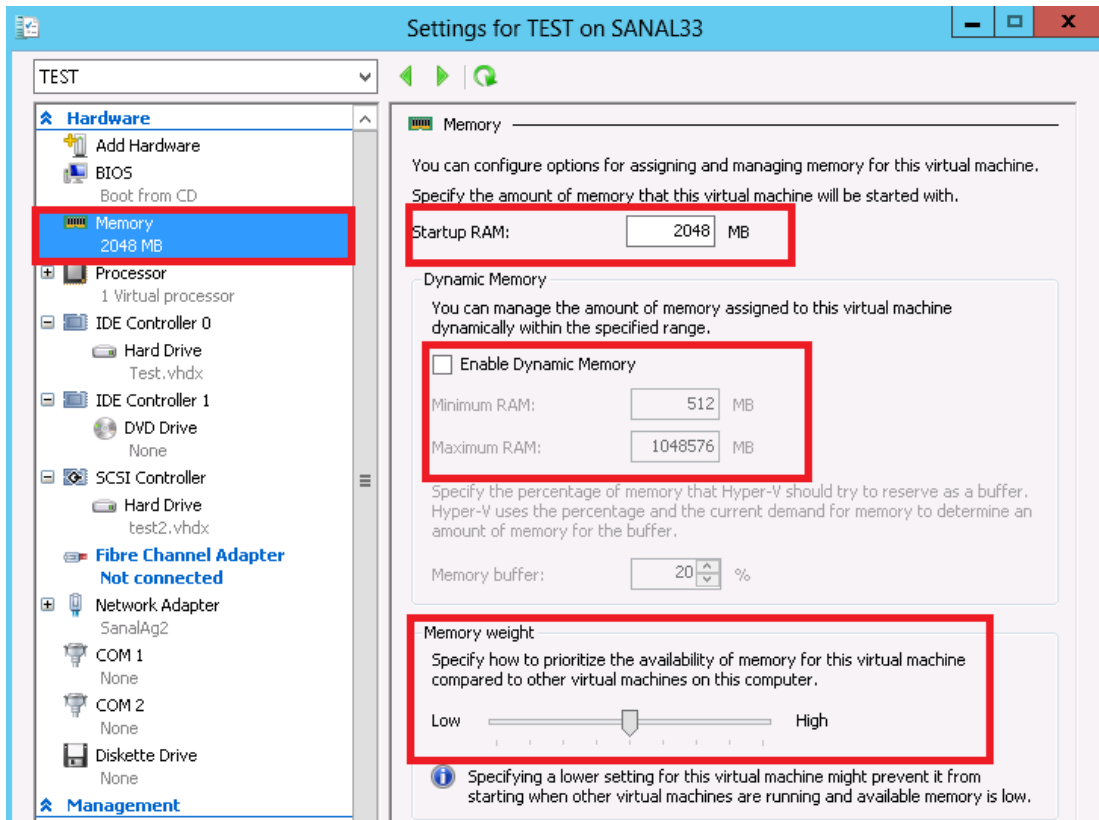 Settings for TEST on SANAL33
TEST
Hardware
Add Hardware
BIOS
Boot from CD
Memory
2048 MB
Processor
1 Virtual processor
IDE Controller 0
Hard Drive
Test.vhdx
IDE Controller 1
DVD Drive
None
SCSI Controller
Hard Drive
test2.vhdx
Fibre Channel Adapter
Not connected
Network Adapter
SanalAg2
COM 1
None
COM 2
None
Diskette Drive
None
Management
Memory
You can configure options for assigning and managing memory for this virtual machine.
Specify the amount of memory that this virtual machine will be started with.
Startup RAM: 2048 MB
Dynamic Memory
You can manage the amount of memory assigned to this virtual machine
dynamically within the specified range.
Enable Dynamic Memory
Minimum RAM: 512 MB
Maximum RAM: 1048576 MB
Specify the percentage of memory that Hyper-V should try to reserve as a buffer.
Hyper-V uses the percentage and the current demand for memory to determine an
amount of memory for the buffer.
Memory buffer: 20 %
Memory weight
Specify how to prioritize the availability of memory for this virtual machine
compared to other virtual machines on this computer.
Low High
Specifying a lower setting for this virtual machine might prevent it from
starting when other virtual machines are running and available memory is low.